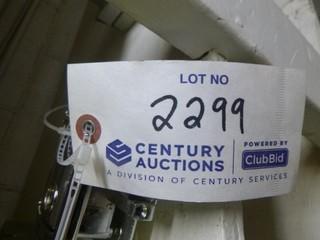 LOT NO
2299
CENTURY AUCTIONS
POWERED BY
ClubBid
A DIVISION OF CENTURY SERVICES